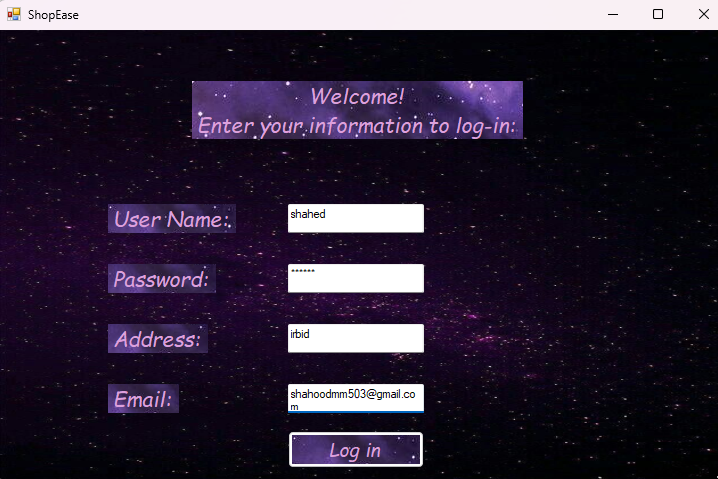 ShopEase
Welcome!
Enter your information to log-in:
User Name: shahed
Password: ******
Address: irbid
Email: shahoodmm503@gmail.co
m
Log in